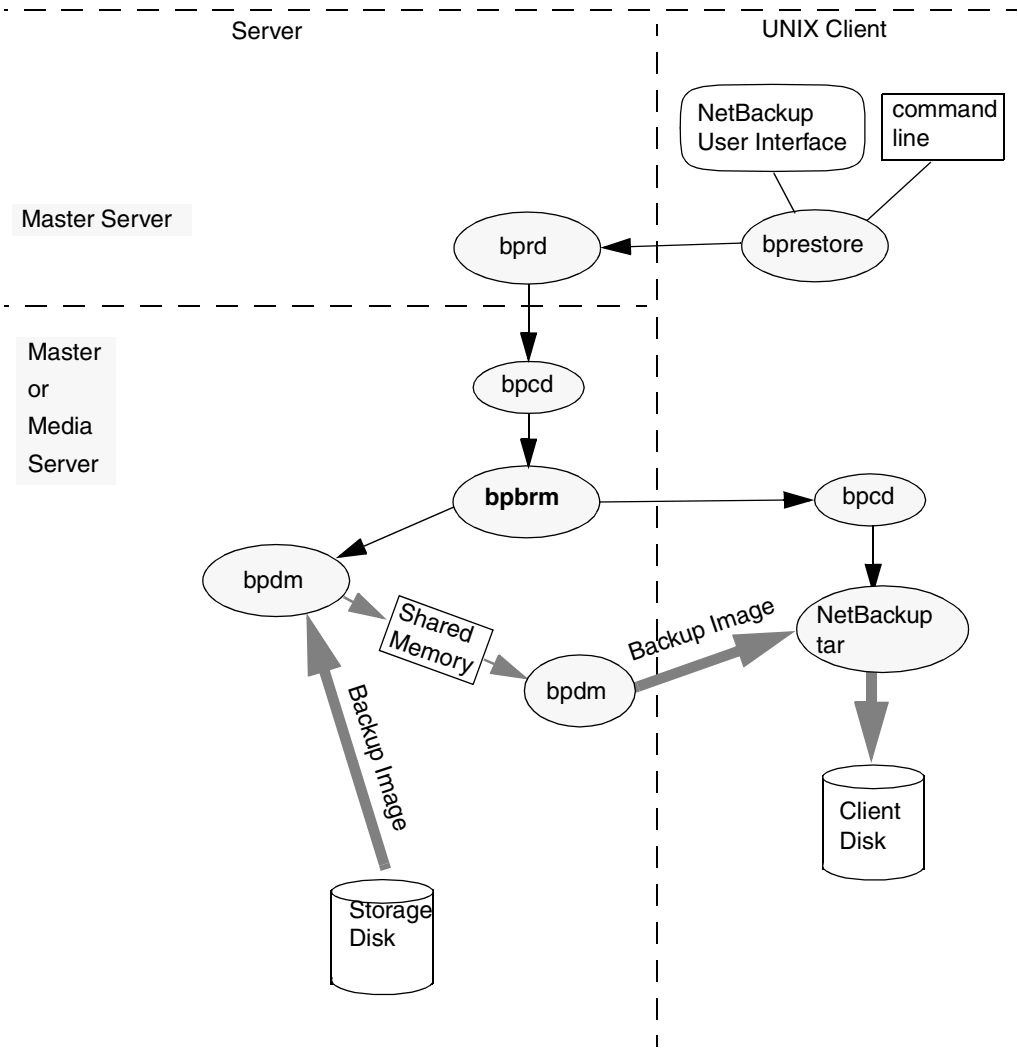 Server
UNIX Client
NetBackup
User Interface
command
line
Master Server
bprd
bprestore
Master
or
Media
Server
bpcd
bpbrm
bpcd
bpdm
Shared
Memory
Backup Image
NetBackup
tar
bpdm
Backup Image
Client
Disk
Storage
Disk